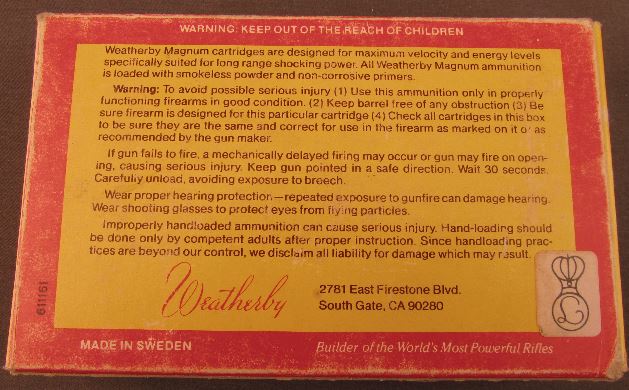 WARNING: KEEP OUT OF THE REACH OF CHILDREN
Weatherby Magnum cartridges are designed for maximum velocity and energy levels
specifically suited for long range shocking power. All Weatherby Magnum ammunition
is loaded with smokeless powder and non-corrosive primers.
Warning: To avoid possible serious injury (1) Use this ammunition only in properly
functioning firearms in good condition. (2) Keep barrel free of any obstruction (3) Be
sure firearm is designed for this particular cartridge (4) Check all cartridges in this box
to be sure they are the same and correct for use in the firearm as marked on it or as
recommended by the gun maker.
If gun fails to fire, a mechanically delayed firing may occur or gun may fire on open-
ing, causing serious injury. Keep gun pointed in a safe direction. Wait 30 seconds.
Carefully unload, avoiding exposure to breech.
Wear proper hearing protection—repeated exposure to gunfire can damage hearing.
Wear shooting glasses to protect eyes from flying particles.
Improperly handloaded ammunition can cause serious injury. Hand-loading should
be done only by competent adults after proper instruction. Since handloading prac-
tices are beyond our control, we disclaim all liability for damage which may result.
Weatherby
2781 East Firestone Blvd.
South Gate, CA 90280
611161
MADE IN SWEDEN
Builder of the World's Most Powerful Rifles